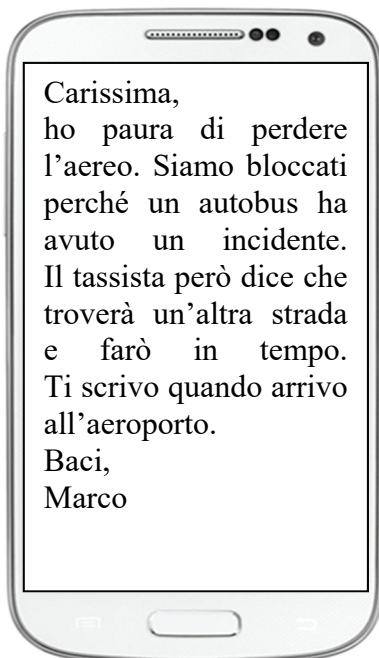 Carissima,
ho paura di perdere
l’aereo. Siamo bloccati
perché un autobus ha
avuto un incidente.
Il tassista però dice che
troverà un’altra strada
e farò in tempo.
Ti scrivo quando arrivo
all’aeroporto.
Baci,
Marco